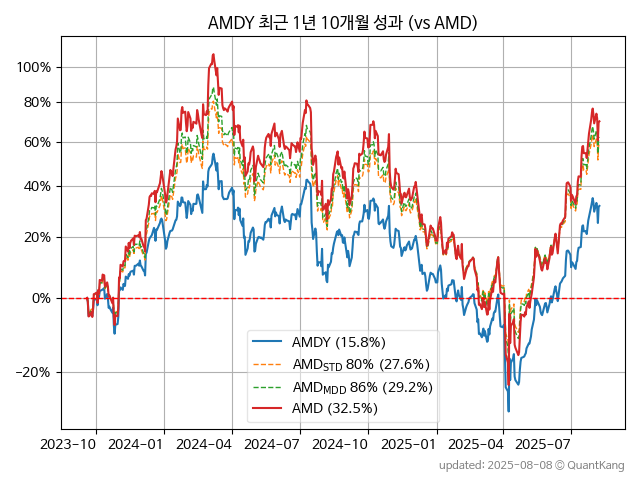 AMDY 최근 1년 10개월 성과 (vs AMD)
100%
80%
60%
40%
20%
0%
−20%
AMDY (15.8%)
AMD_STD 80% (27.6%)
AMD_MDD 86% (29.2%)
AMD (32.5%)
2023-10 2024-01 2024-04 2024-07 2024-10 2025-01 2025-04 2025-07
updated: 2025-08-08 © QuantKang